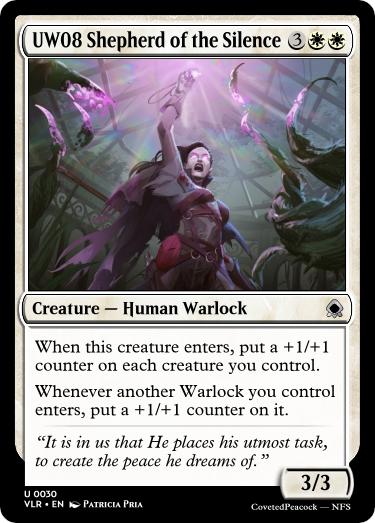 UW08 Shepherd of the Silence 3
Creature — Human Warlock
When this creature enters, put a +1/+1
counter on each creature you control.
Whenever another Warlock you control
enters, put a +1/+1 counter on it.
“It is in us that He places his utmost task,
to create the peace he dreams of.”
3/3
U 0030
VLR • EN Patricia Pria
CovetedPeacock — NFS